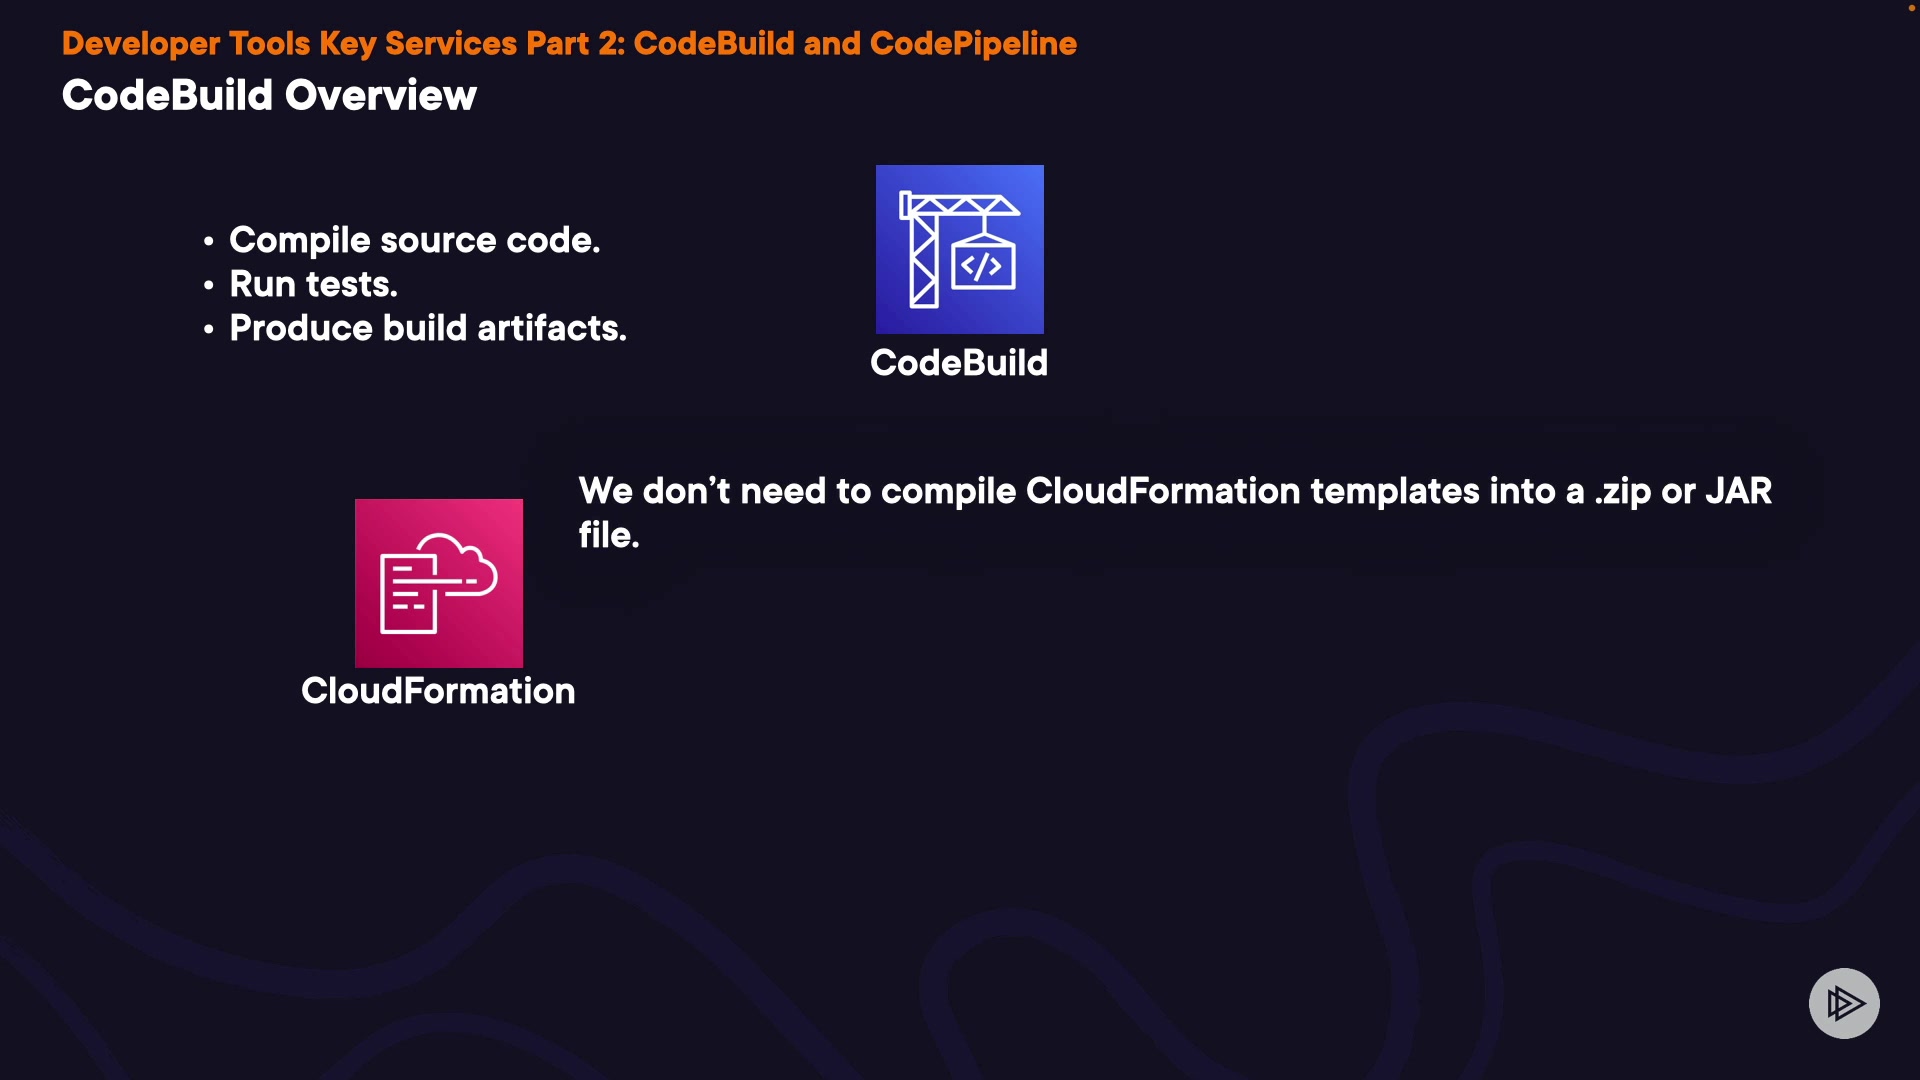 Developer Tools Key Services Part 2: CodeBuild and CodePipeline
CodeBuild Overview
• Compile source code.
• Run tests.
• Produce build artifacts.
</>
CodeBuild
We don’t need to compile CloudFormation templates into a .zip or JAR
file.
CloudFormation